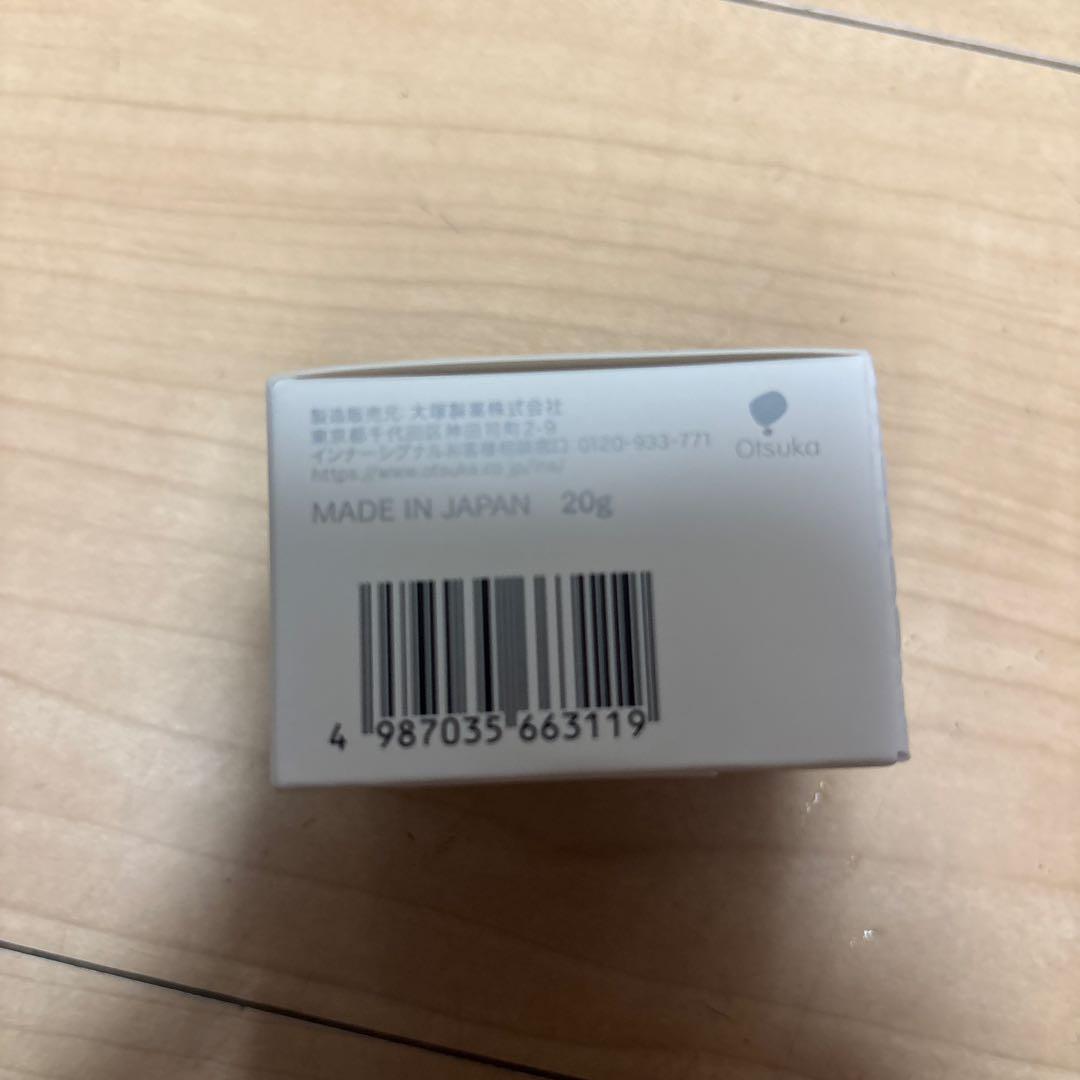 製造販売元 大塚製薬株式会社
東京都千代田区神田司町2-9
インナーシグナルお客様相談窓口 0120-933-771
https://www.otsuka.co.jp/ins/
Otsuka
MADE IN JAPAN 20g
4 987035 663119